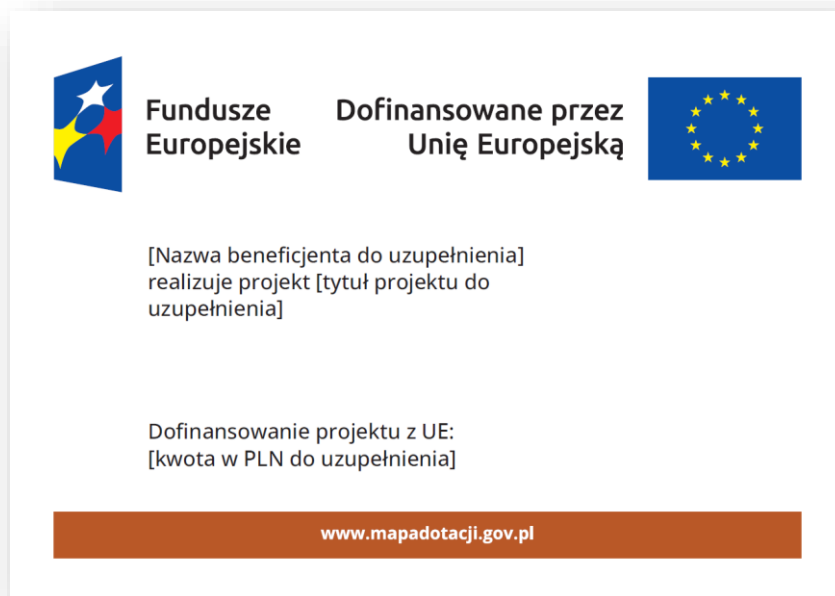 Fundusze
Europejskie
Dofinansowane przez
Unię Europejską
[Nazwa beneficjenta do uzupełnienia]
realizuje projekt [tytuł projektu do
uzupełnienia]
Dofinansowanie projektu z UE:
[kwota w PLN do uzupełnienia]
www.mapadotacji.gov.pl